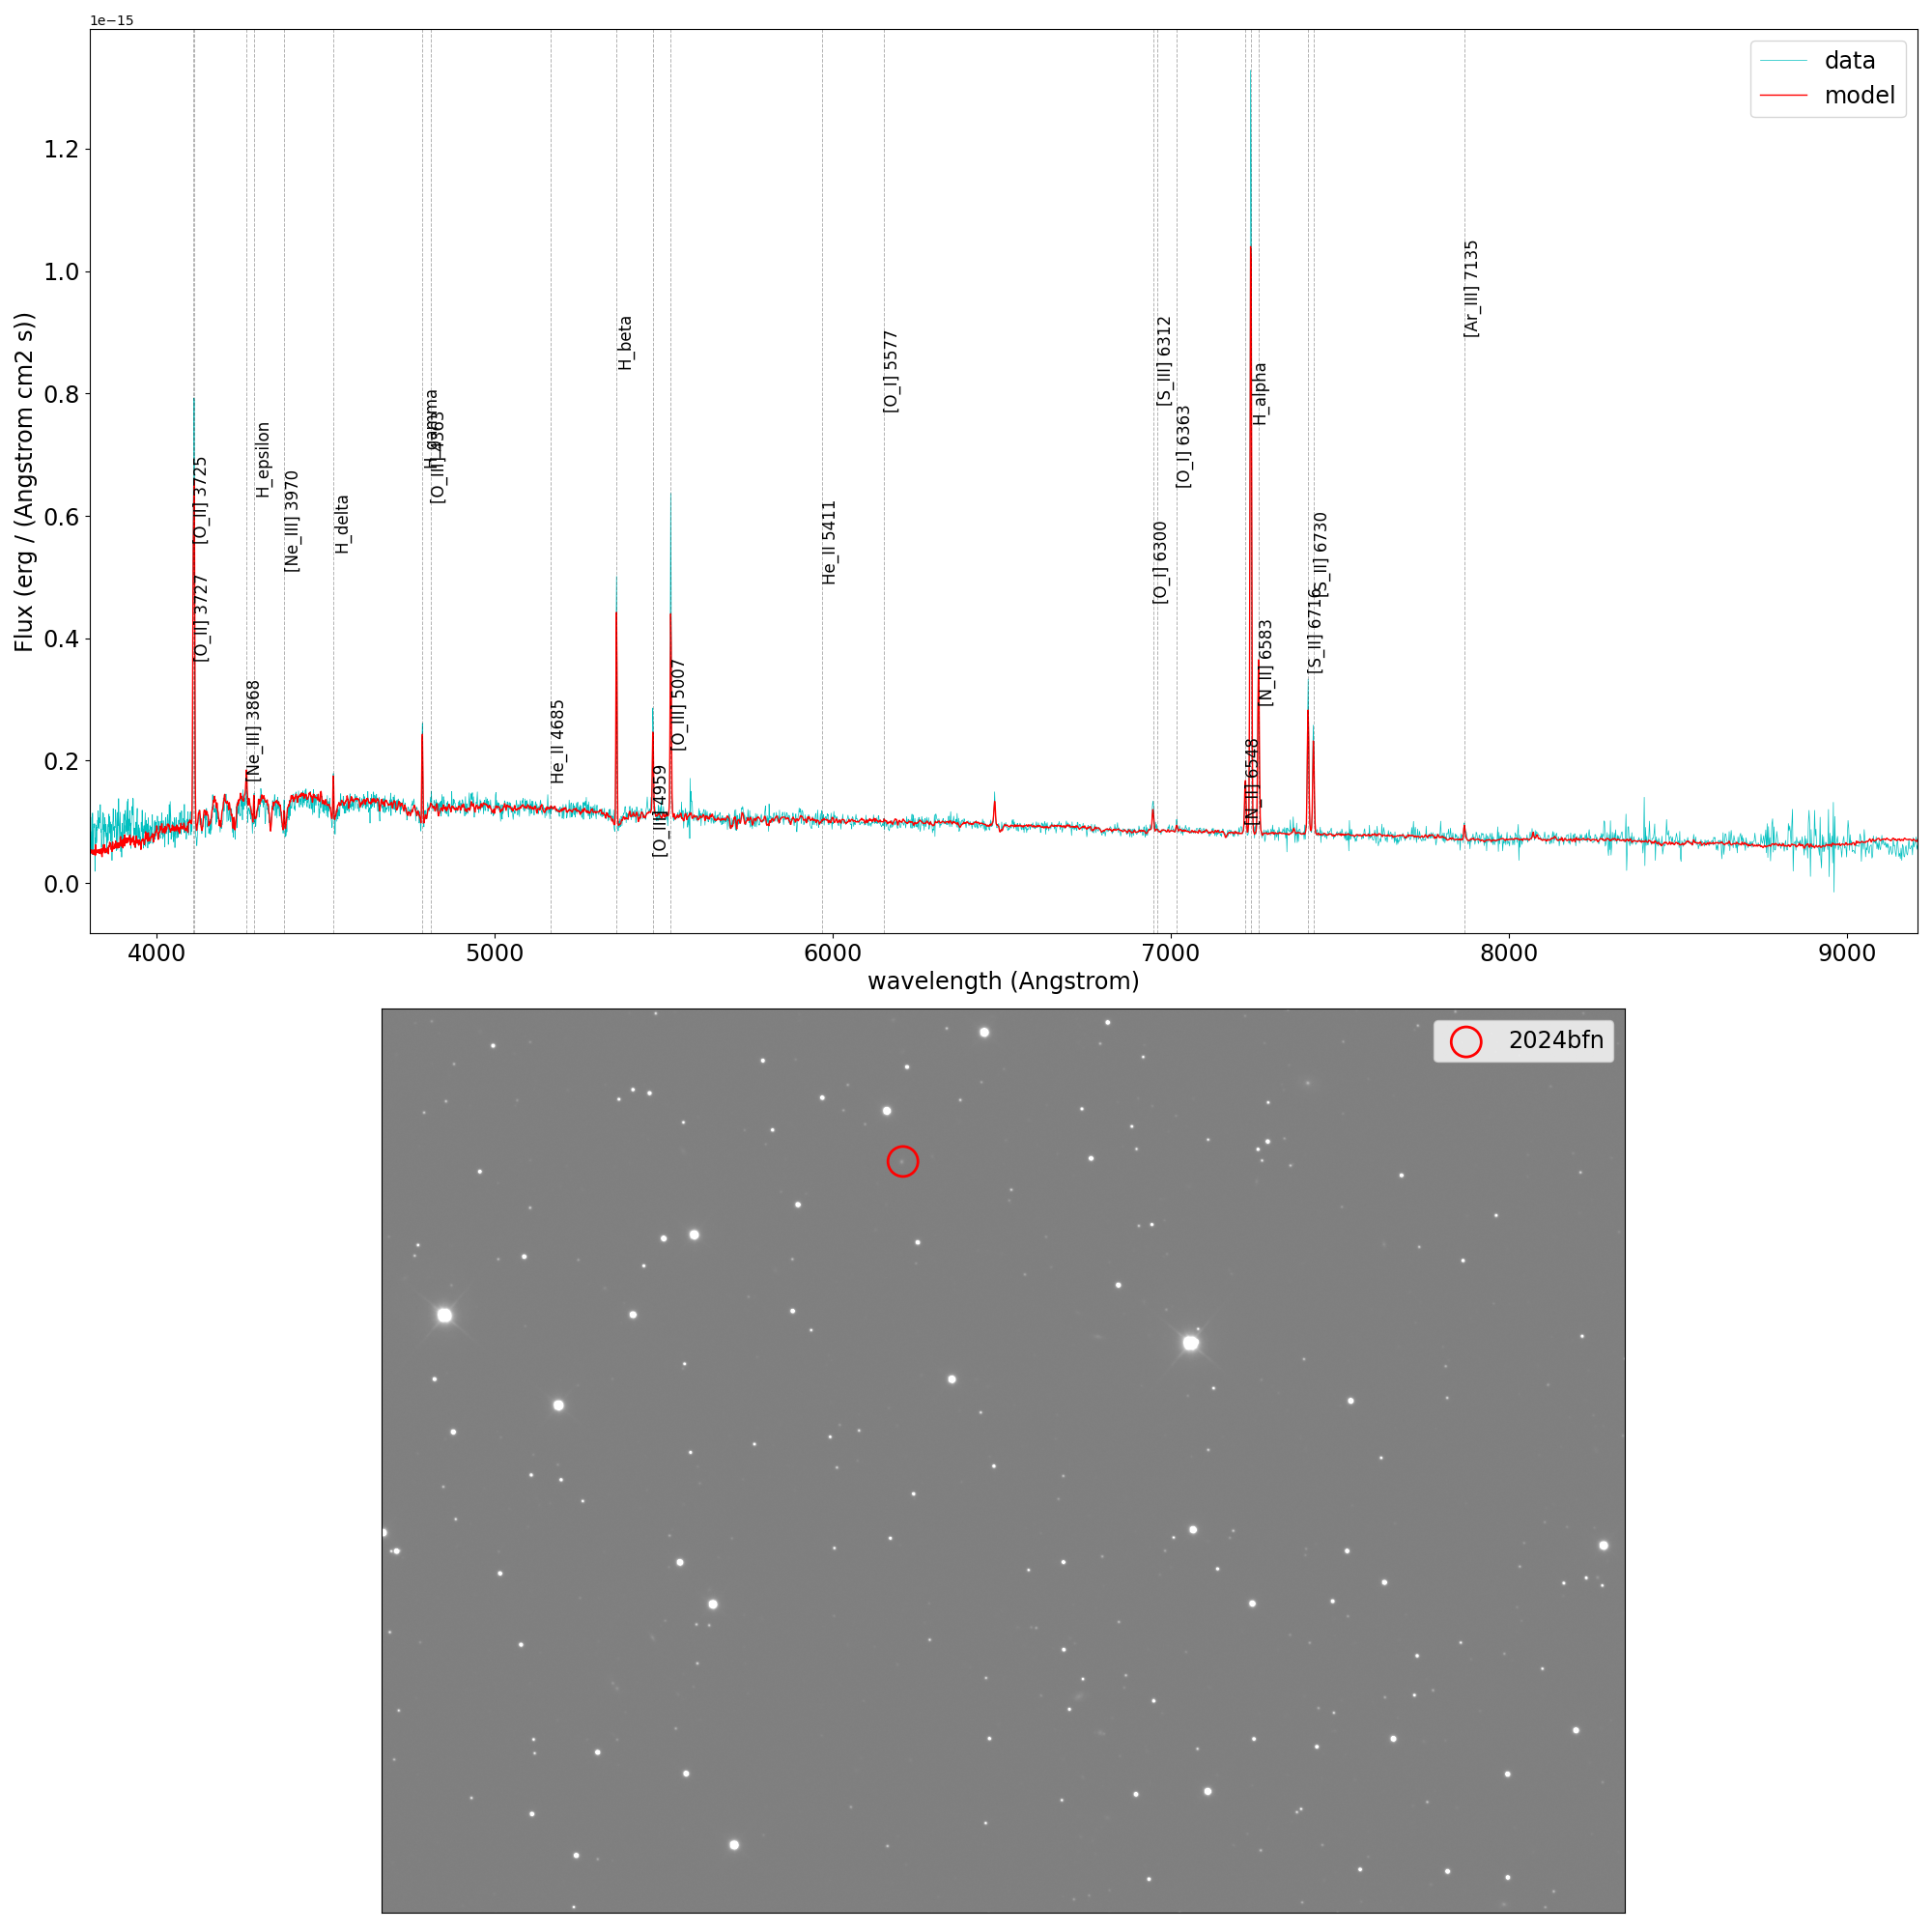 1e−15
data
model
1.2
1.0
0.8
0.6
0.4
0.2
0.0
Flux (erg / (Angstrom cm2 s))
[O_II] 3725
[O_II] 3727
[Ne_III] 3868
H_epsilon
[Ne_III] 3970
H_delta
H_gamma
[O_III] 4363
He_II 4685
H_beta
[O_III] 4959
[O_III] 5007
He_II 5411
[O_I] 5577
[O_I] 6300
[S_III] 6312
[O_I] 6363
[N_II] 6548
H_alpha
[N_II] 6583
[S_II] 6716
[S_II] 6730
[Ar_III] 7135
4000
5000
6000
7000
8000
9000
wavelength (Angstrom)
2024bfn